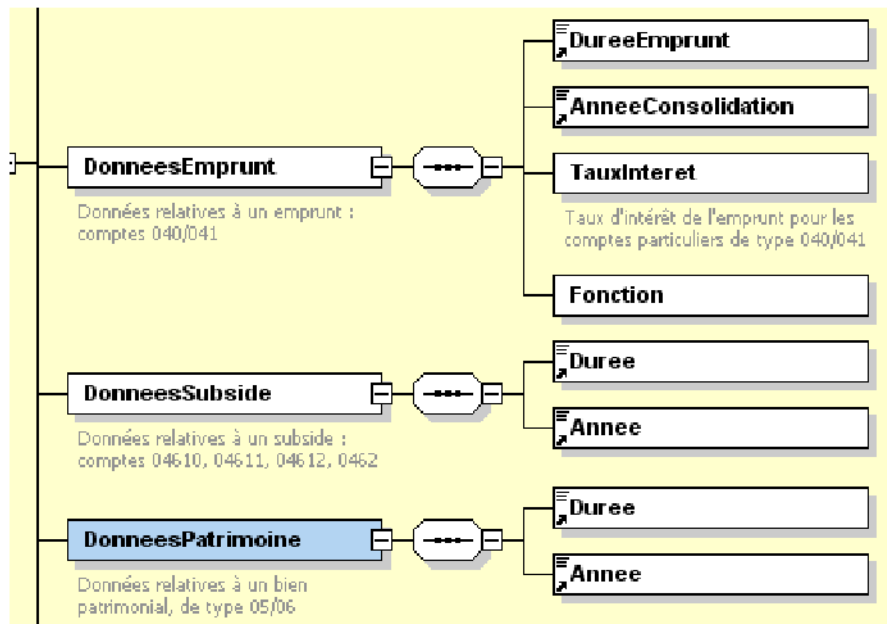 DureeEmprunt
AnneeConsolidation
DonneesEmprunt
Données relatives à un emprunt :
comptes 040/041
TauxInteret
Taux d'intérêt de l'emprunt pour les
comptes particuliers de type 040/041
Fonction
DonneesSubside
Données relatives à un subside :
comptes 04610, 04611, 04612, 0462
Duree
Annee
DonneesPatrimoine
Données relatives à un bien
patrimonial, de type 05/06
Duree
Annee